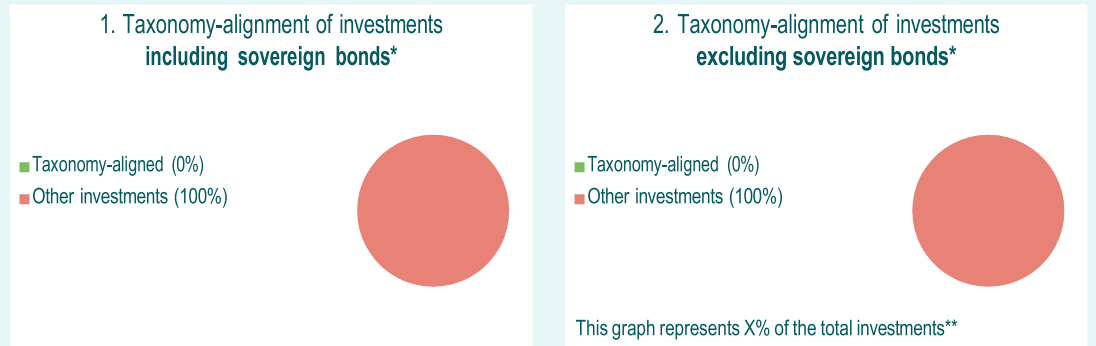 1. Taxonomy-alignment of investments
including sovereign bonds*
Taxonomy-aligned (0%)
Other investments (100%)
2. Taxonomy-alignment of investments
excluding sovereign bonds*
Taxonomy-aligned (0%)
Other investments (100%)
This graph represents X% of the total investments**